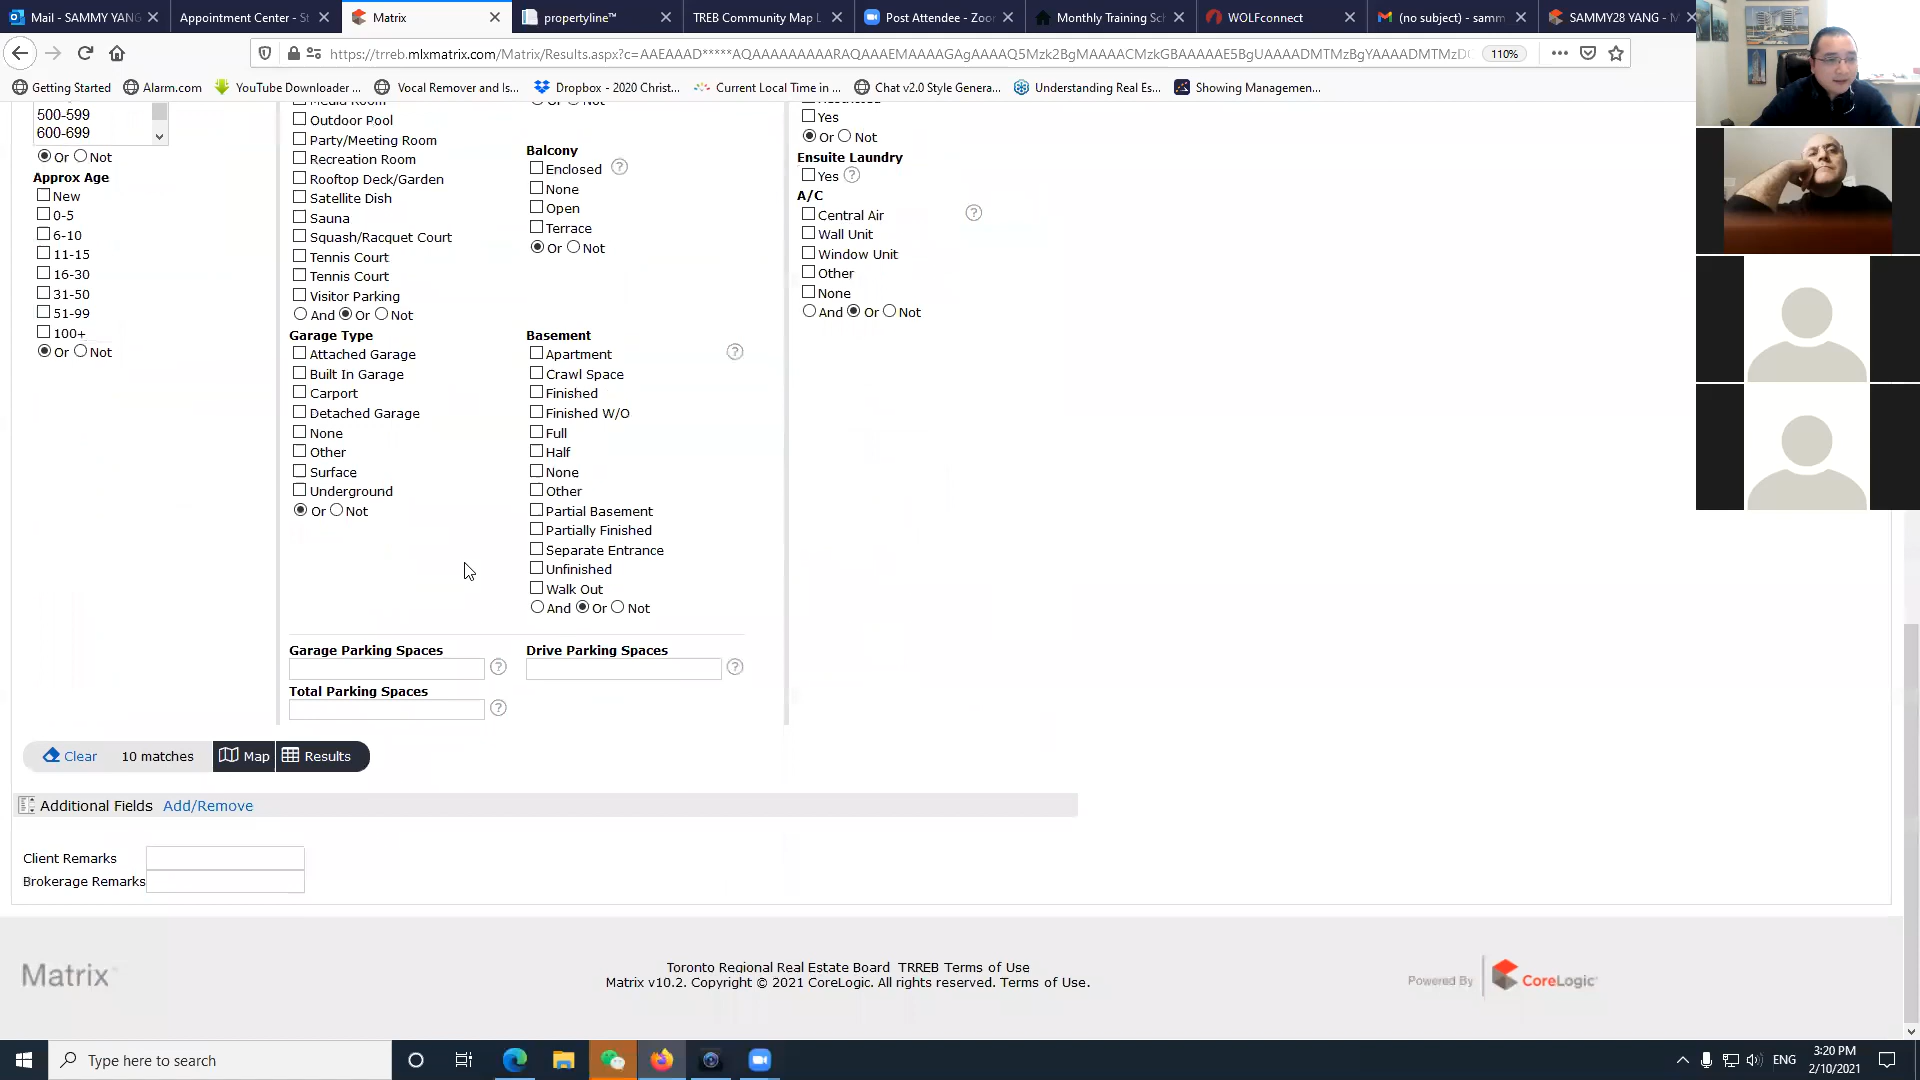 Mail - SAMMY YANG
Appointment Center - S
Matrix
propertyline™
TREB Community Map L
Post Attendee - Zoo
Monthly Training Sc
WOLFconnect
(no subject) - samm
SAMMY28 YANG - M
https://trreb.mlxmatrix.com/Matrix/Results.aspx?c=AAEAAAD*****AQAAAAAAAAARAQAAAEMAAAAGAgAAAAQ5Mzk2BgMAAAACMzkGBAAAAAE5BgUAAAADMTMzBgYAAAADMTMzD
110%
Getting Started
Alarm.com
YouTube Downloader ...
Vocal Remover and Is...
Dropbox - 2020 Christ...
Current Local Time in ...
Chat v2.0 Style Genera...
Understanding Real Es...
Showing Managemen...
500-599
600-699
Or Not
Approx Age
New
0-5
6-10
11-15
16-30
31-50
51-99
100+
Or Not
Media Room
Outdoor Pool
Party/Meeting Room
Recreation Room
Rooftop Deck/Garden
Satellite Dish
Sauna
Squash/Racquet Court
Tennis Court
Tennis Court
Visitor Parking
And Or Not
Garage Type
Attached Garage
Built In Garage
Carport
Detached Garage
None
Other
Surface
Underground
Or Not
Or Not
Balcony
Enclosed ?
None
Open
Terrace
Or Not
Basement
Apartment ?
Crawl Space
Finished
Finished W/O
Full
Half
None
Other
Partial Basement
Partially Finished
Separate Entrance
Unfinished
Walk Out
And Or Not
Restricted
Yes
Or Not
Ensuite Laundry
Yes ?
A/C
Central Air ?
Wall Unit
Window Unit
Other
None
And Or Not
Garage Parking Spaces
?
Drive Parking Spaces
?
Total Parking Spaces
?
Clear 10 matches Map Results
Additional Fields Add/Remove
Client Remarks
Brokerage Remarks
Matrix
Toronto Regional Real Estate Board TRREB Terms of Use
Matrix v10.2. Copyright © 2021 CoreLogic. All rights reserved. Terms of Use.
Powered By CoreLogic
Type here to search
ENG
3:20 PM
2/10/2021